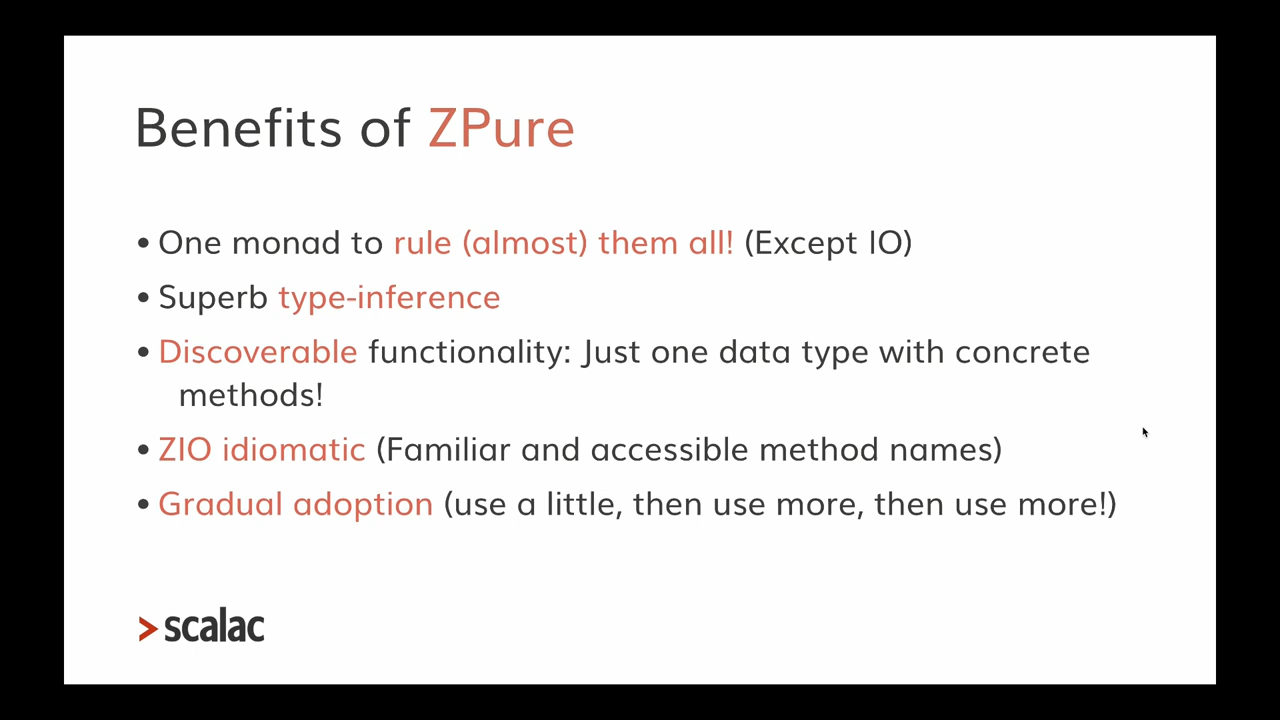 Benefits of ZPure
• One monad to rule (almost) them all! (Except IO)
• Superb type-inference
• Discoverable functionality: Just one data type with concrete
methods!
• ZIO idiomatic (Familiar and accessible method names)
• Gradual adoption (use a little, then use more, then use more!)
> scalac